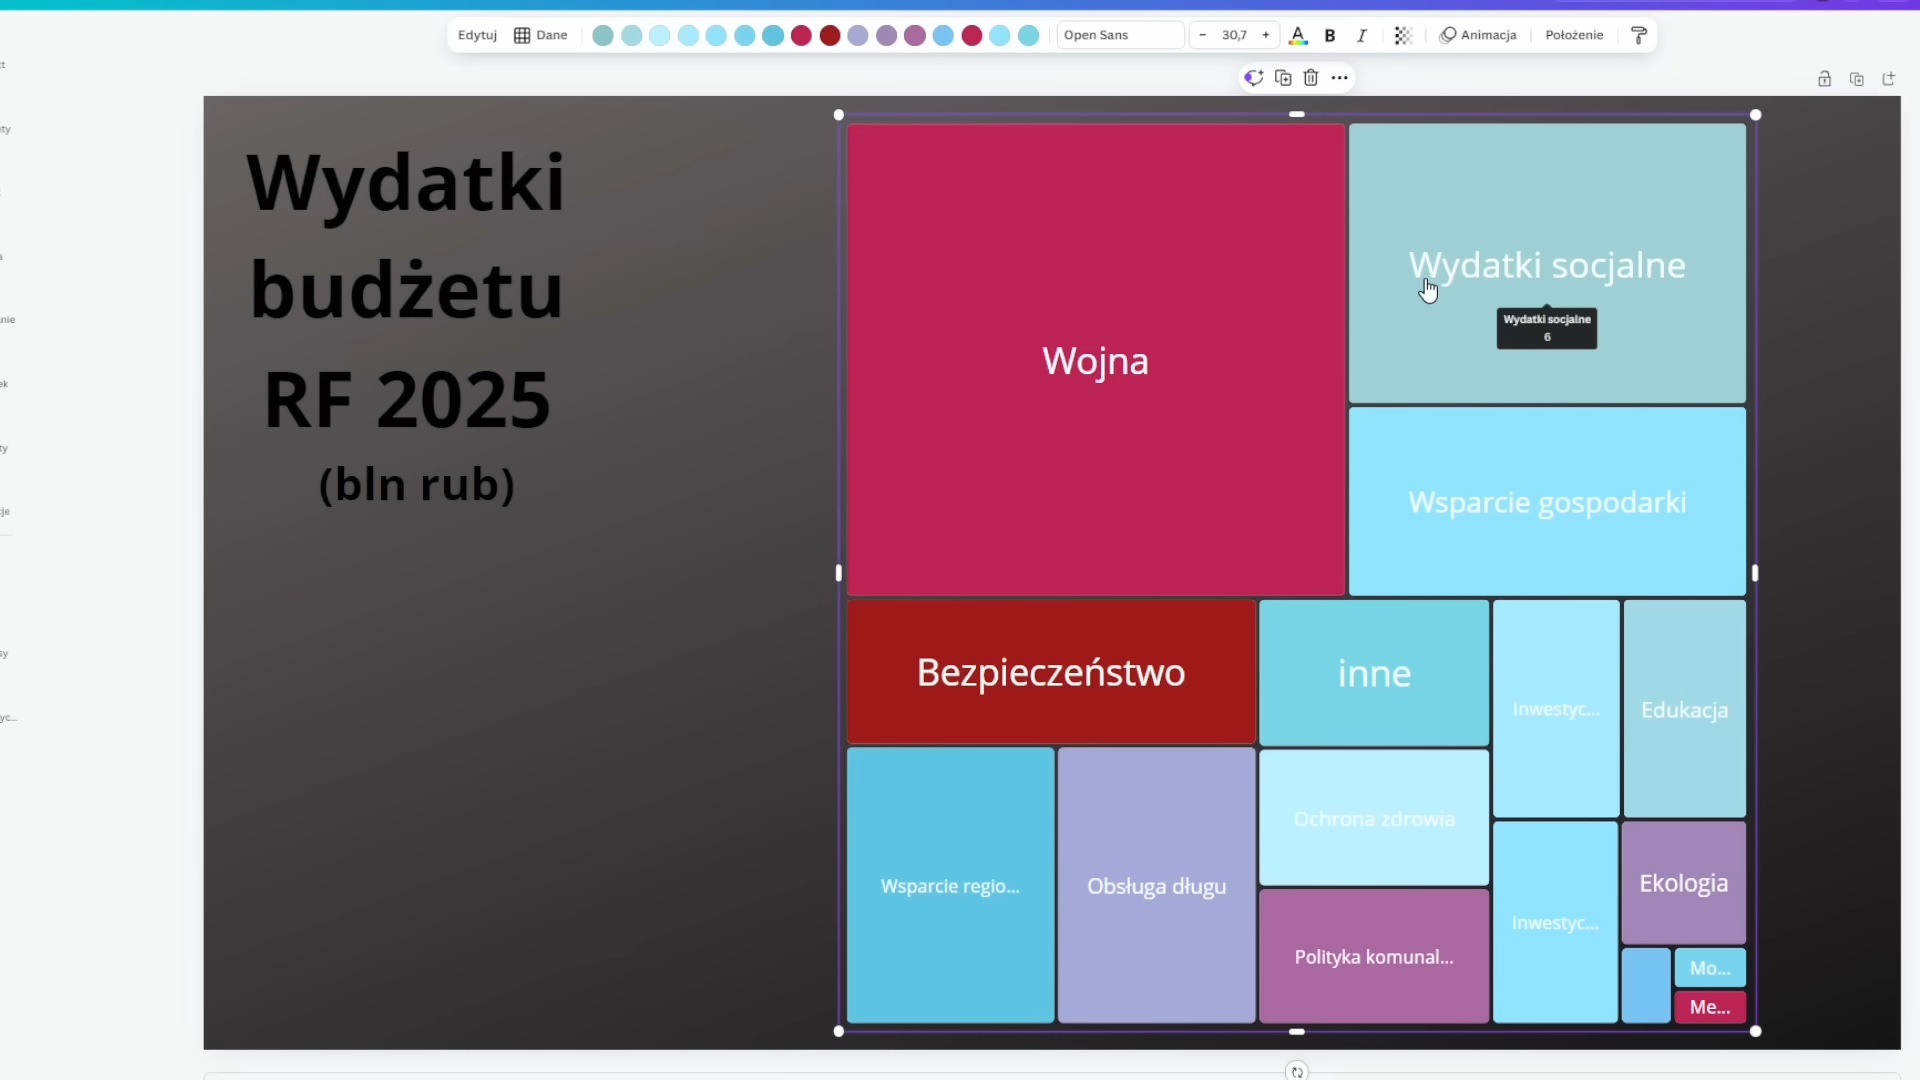 Edytuj
Dane
Open Sans
− 30,7 +
A
B
I
Animacja
Położenie
Wydatki
budżetu
RF 2025
(bln rub)
Wojna
Wydatki socjalne
Wydatki socjalne
6
Wsparcie gospodarki
Bezpieczeństwo
inne
Inwestyc...
Edukacja
Wsparcie regio...
Obsługa długu
Ochrona zdrowia
Polityka komunal...
Inwestyc...
Ekologia
Mo...
Me...